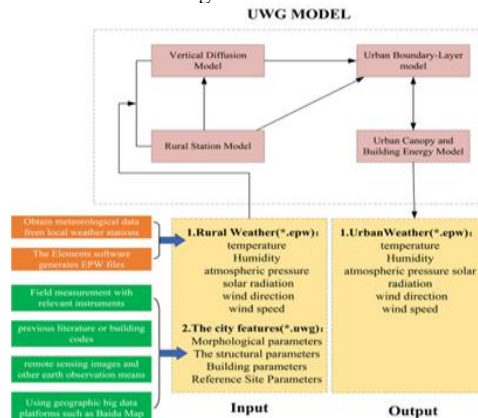 UWG MODEL
Vertical Diffusion
Model
Urban Boundary-Layer
model
Rural Station Model
Urban Canopy and
Building Energy Model
Obtain meteorological data
from local weather stations
The Elements software
generates EPW files
Field measurement with
relevant instruments
previous literature or building
codes
remote sensing images and
other earth observation means
Using geographic big data
platforms such as Baidu Map
1.Rural Weather(*.epw):
temperature
Humidity
atmospheric pressure
solar radiation
wind direction
wind speed
2.The city features(*.uwg):
Morphological parameters
The structural parameters
Building parameters
Reference Site Parameters
Input
1.UrbanWeather(*.epw):
temperature
Humidity
atmospheric pressure solar
radiation
wind direction
wind speed
Output